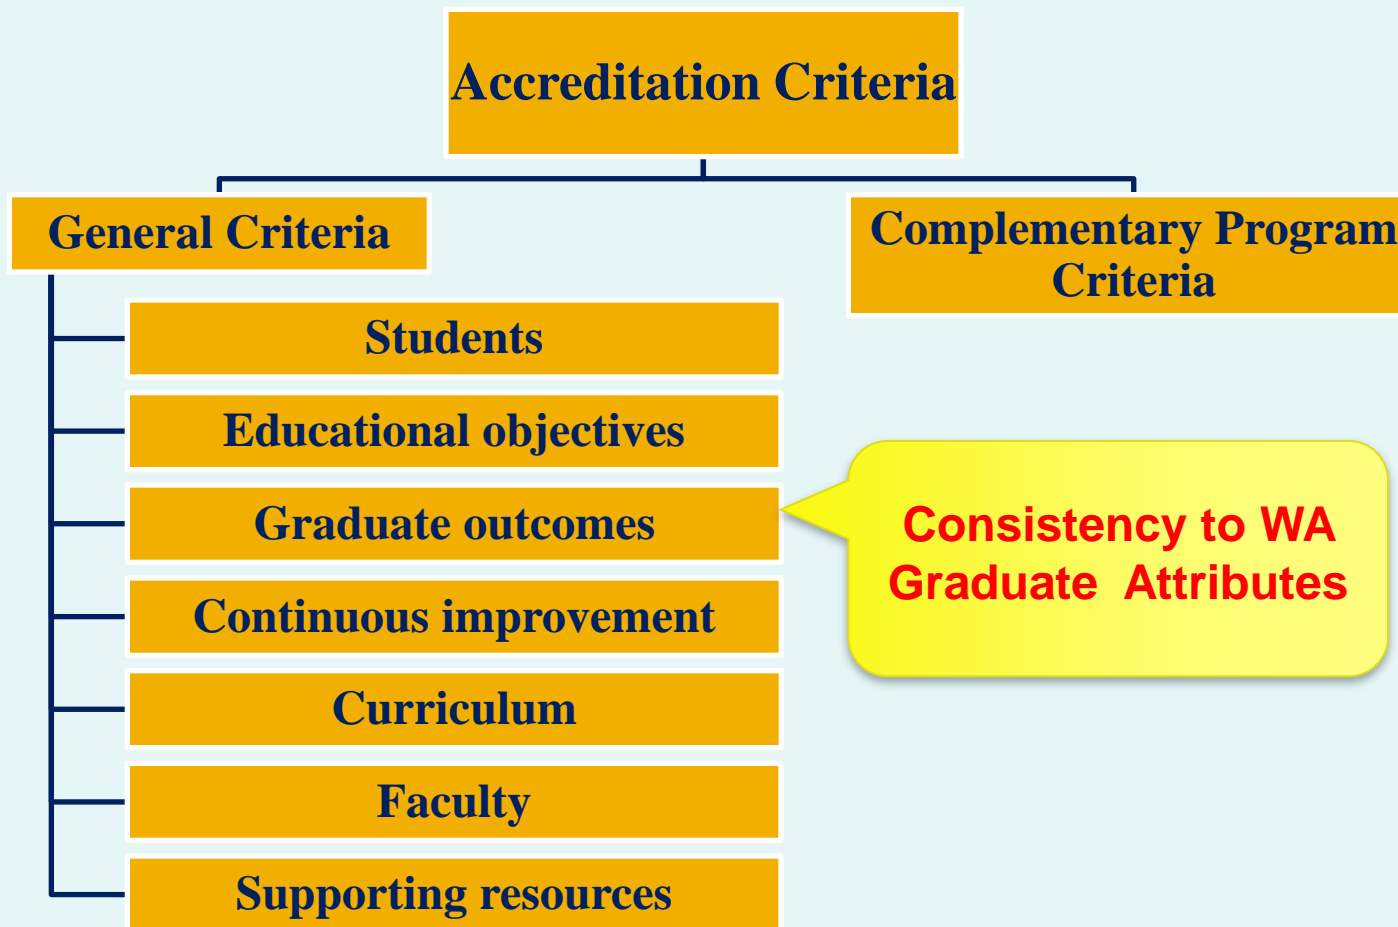 Accreditation Criteria
General Criteria
Complementary Program
Criteria
Students
Educational objectives
Graduate outcomes
Consistency to WA
Graduate Attributes
Continuous improvement
Curriculum
Faculty
Supporting resources